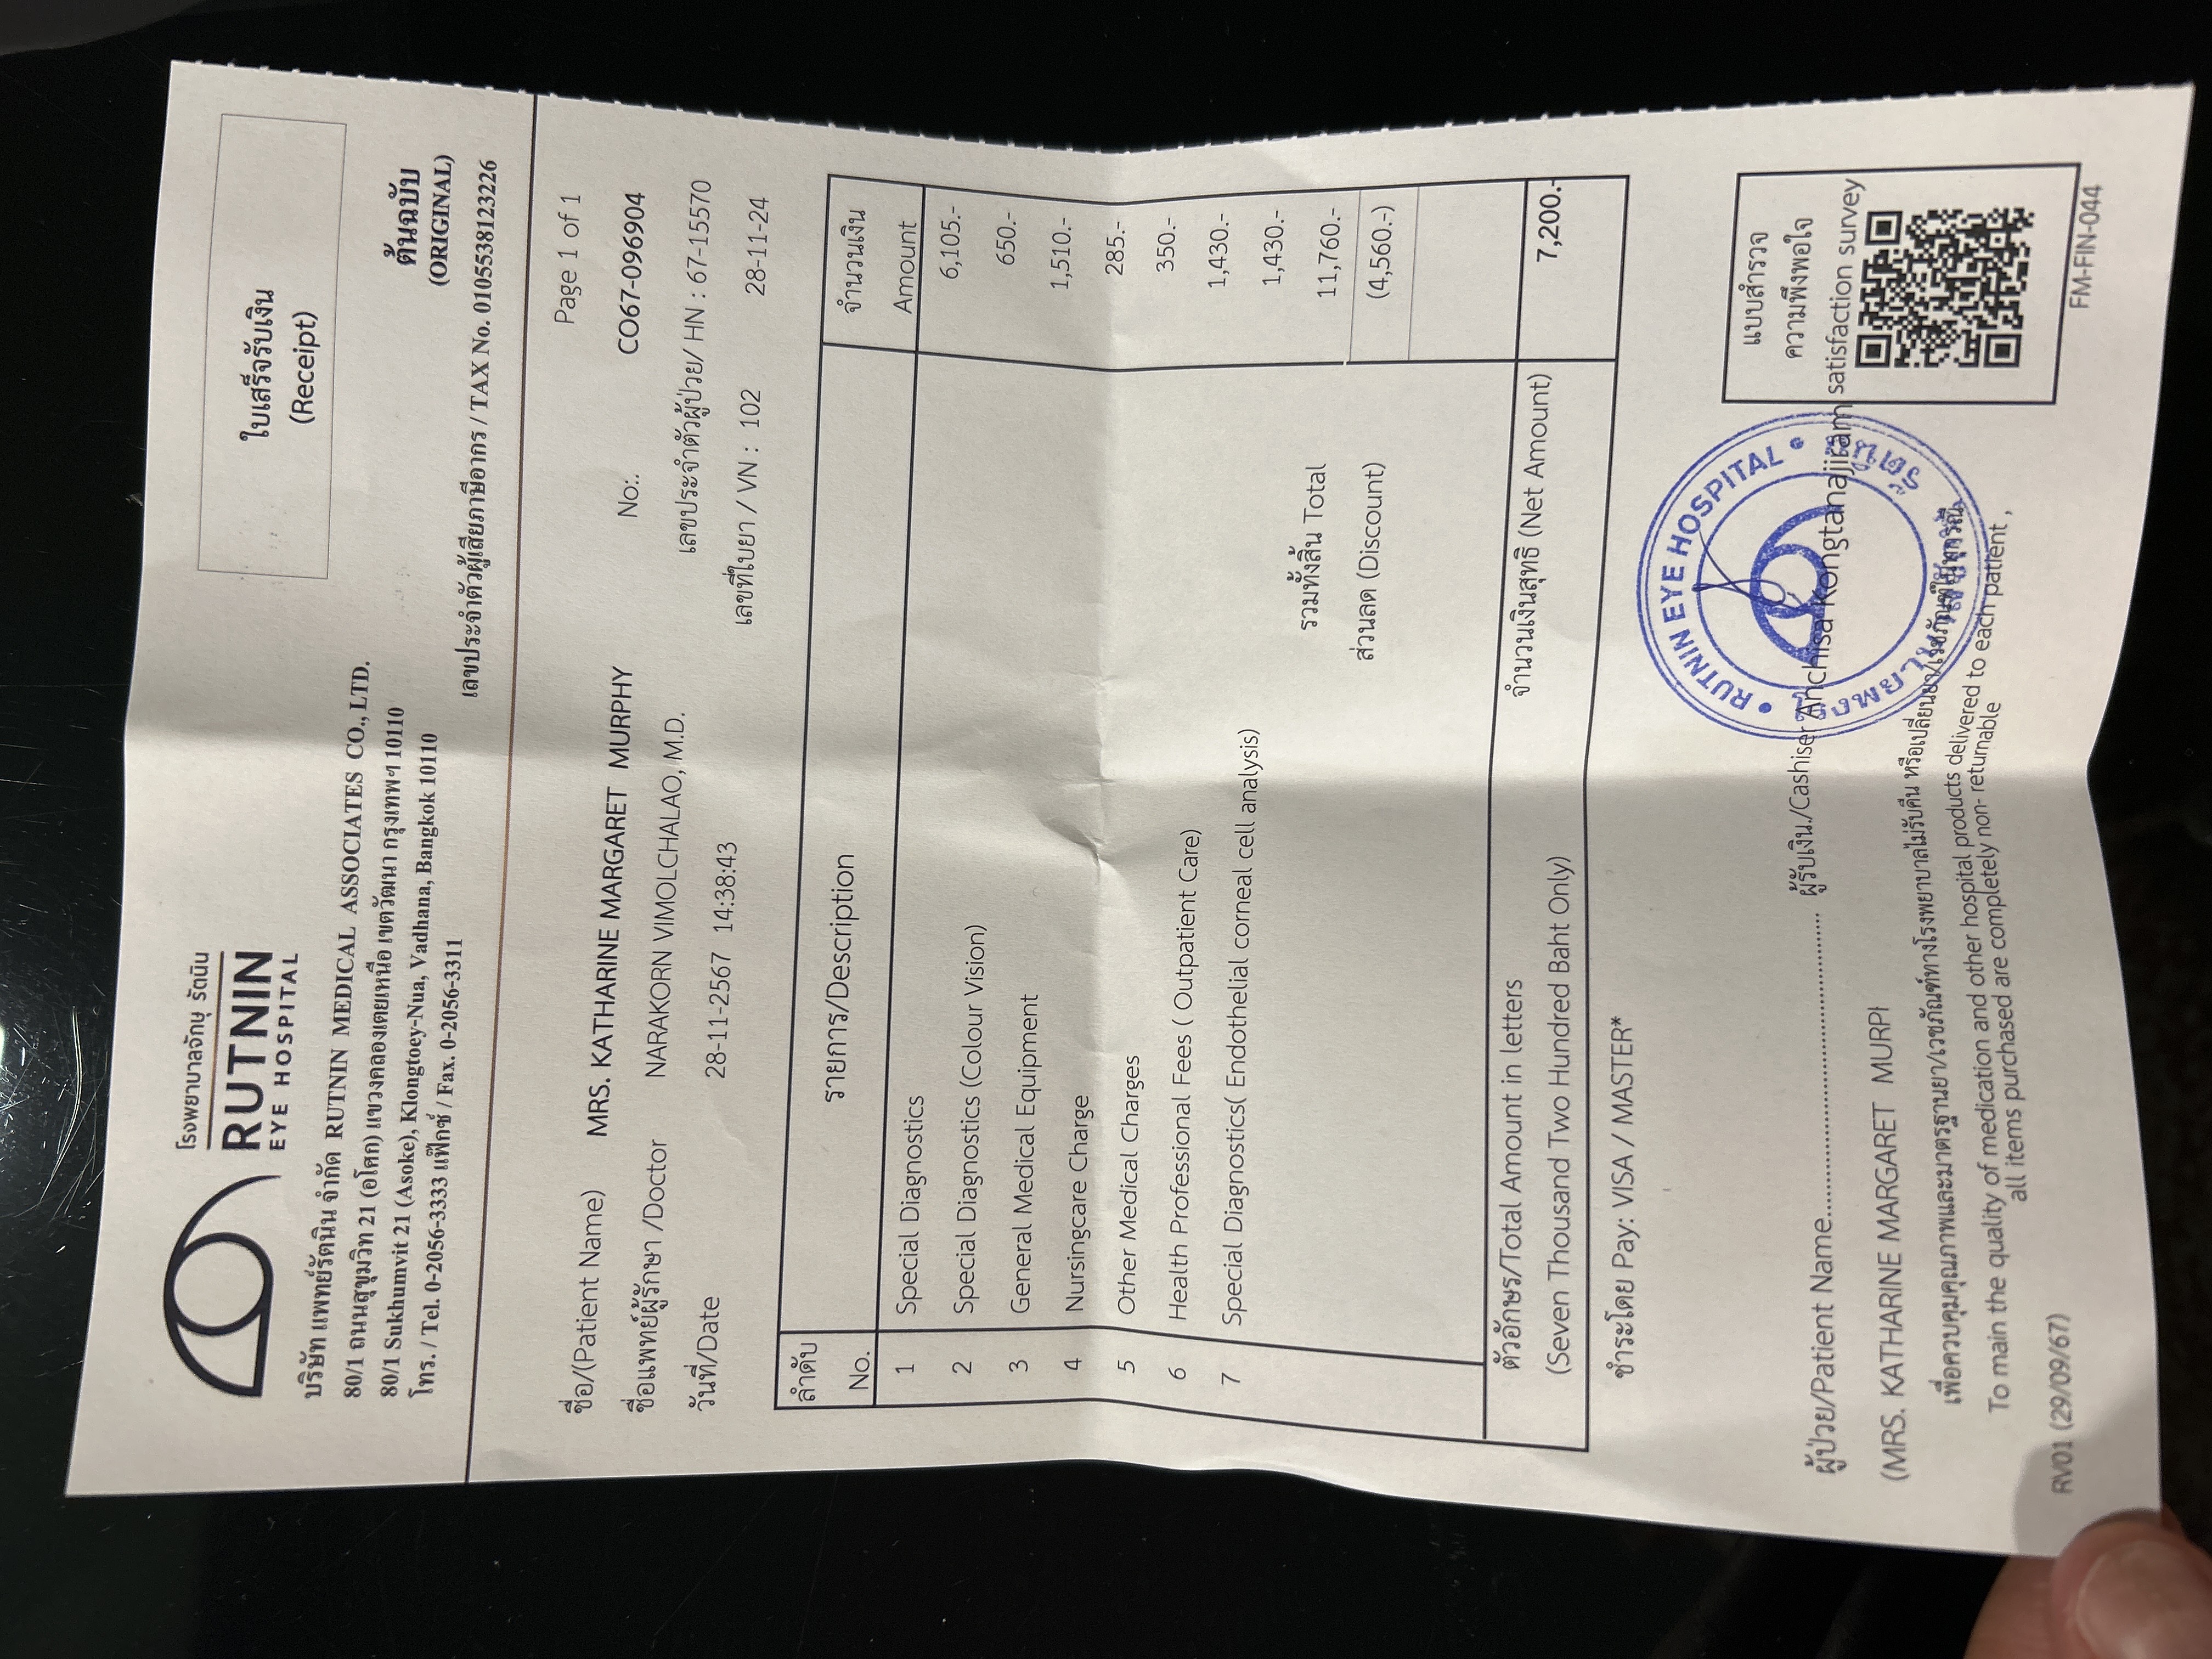 โรงพยาบาลจักษุ รัตนิน
RUTNIN
EYE HOSPITAL
ใบเสร็จรับเงิน
(Receipt)
บริษัท แพทย์รัตนิน จำกัด RUTNIN MEDICAL ASSOCIATES CO., LTD.
80/1 ถนนสุขุมวิท 21 (อโศก) แขวงคลองเตยเหนือ เขตวัฒนา กรุงเทพฯ 10110
80/1 Sukhumvit 21 (Asoke), Klongtoey-Nua, Vadhana, Bangkok 10110
โทร. / Tel. 0-2056-3333 แฟ๊กซ์ / Fax. 0-2056-3311
ต้นฉบับ
(ORIGINAL)
เลขประจำตัวผู้เสียภาษีอากร / TAX No. 0105538123226
Page 1 of 1
ชื่อ/(Patient Name) MRS. KATHARINE MARGARET MURPHY No:. CO67-096904
ชื่อแพทย์ผู้รักษา /Doctor NARAKORN VIMOLCHALAO, M.D. เลขประจำตัวผู้ป่วย/ HN : 67-15570
วันที่/Date 28-11-2567 14:38:43 เลขที่ใบยา / VN : 102 28-11-24
ลำดับ No. รายการ/Description จำนวนเงิน Amount
1 Special Diagnostics 6,105.-
2 Special Diagnostics (Colour Vision) 650.-
3 General Medical Equipment 1,510.-
4 Nursingcare Charge 285.-
5 Other Medical Charges 350.-
6 Health Professional Fees ( Outpatient Care) 1,430.-
7 Special Diagnostics( Endothelial corneal cell analysis) 1,430.-
รวมทั้งสิ้น Total 11,760.-
ส่วนลด (Discount) (4,560.-)
ตัวอักษร/Total Amount in letters
(Seven Thousand Two Hundred Baht Only)
จำนวนเงินสุทธิ (Net Amount) 7,200.-
ชำระโดย Pay: VISA / MASTER*
RUTNIN EYE HOSPITAL
โรงพยาบาลจักษุ รัตนิน
แบบสำรวจ
ความพึงพอใจ
satisfaction survey
ผู้ป่วย/Patient Name............................................ ผู้รับเงิน./Cashiser Anchisa Kongtanajiram
(MRS. KATHARINE MARGARET MURPI
เพื่อควบคุมคุณภาพและมาตรฐานยา/เวชภัณฑ์ทางโรงพยาบาลไม่รับคืน หรือเปลี่ยนยา/เวชภัณฑ์ในทุกรณี
To main the quality of medication and other hospital products delivered to each patient ,
all items purchased are completely non- returnable
RV01 (29/09/67)
FM-FIN-044